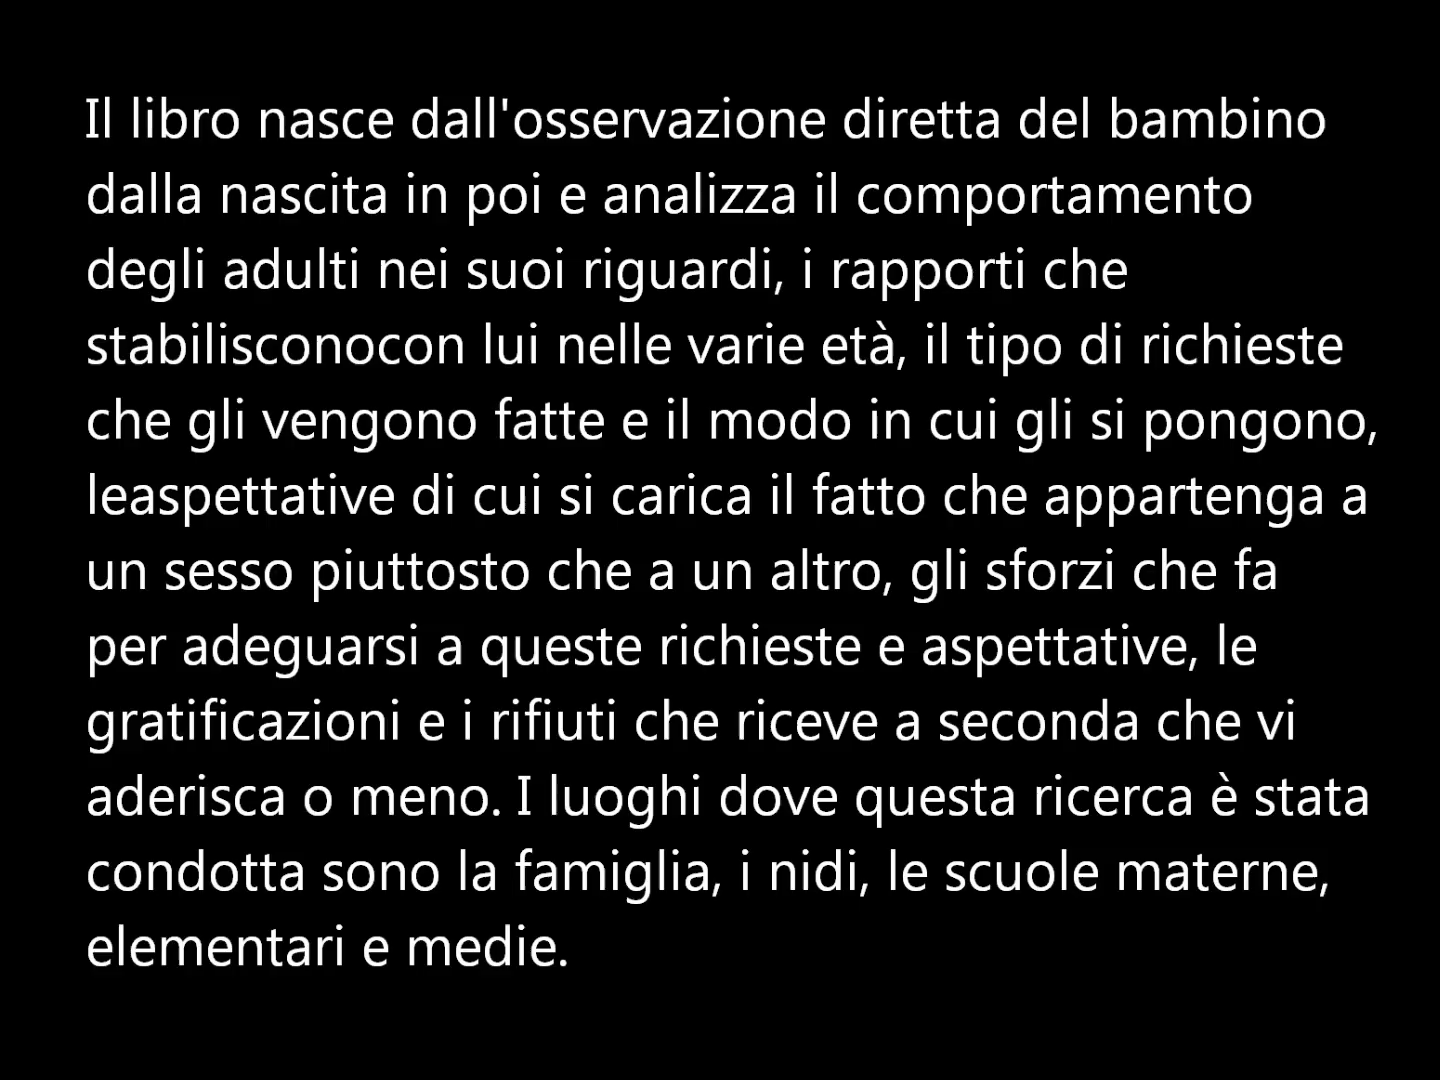 Il libro nasce dall'osservazione diretta del bambino
dalla nascita in poi e analizza il comportamento
degli adulti nei suoi riguardi, i rapporti che
stabilisconocon lui nelle varie età, il tipo di richieste
che gli vengono fatte e il modo in cui gli si pongono,
leaspettative di cui si carica il fatto che appartenga a
un sesso piuttosto che a un altro, gli sforzi che fa
per adeguarsi a queste richieste e aspettative, le
gratificazioni e i rifiuti che riceve a seconda che vi
aderisca o meno. I luoghi dove questa ricerca è stata
condotta sono la famiglia, i nidi, le scuole materne,
elementari e medie.